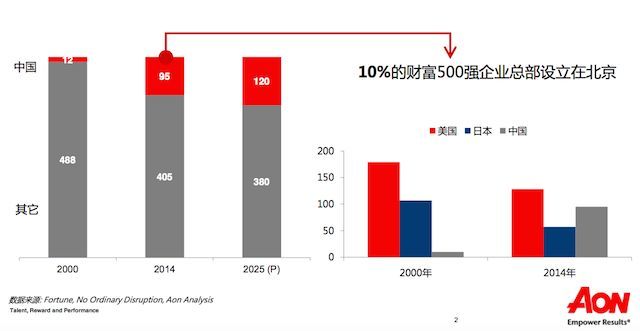 中国
12
95
120
10%的财富500强企业总部设立在北京
488
405
380
其它
2000
2014
2025 (P)
美国 日本 中国
200
150
100
50
0
2000年
2014年
数据来源: Fortune, No Ordinary Disruption, Aon Analysis
Talent, Reward and Performance
2
AON
Empower Results®